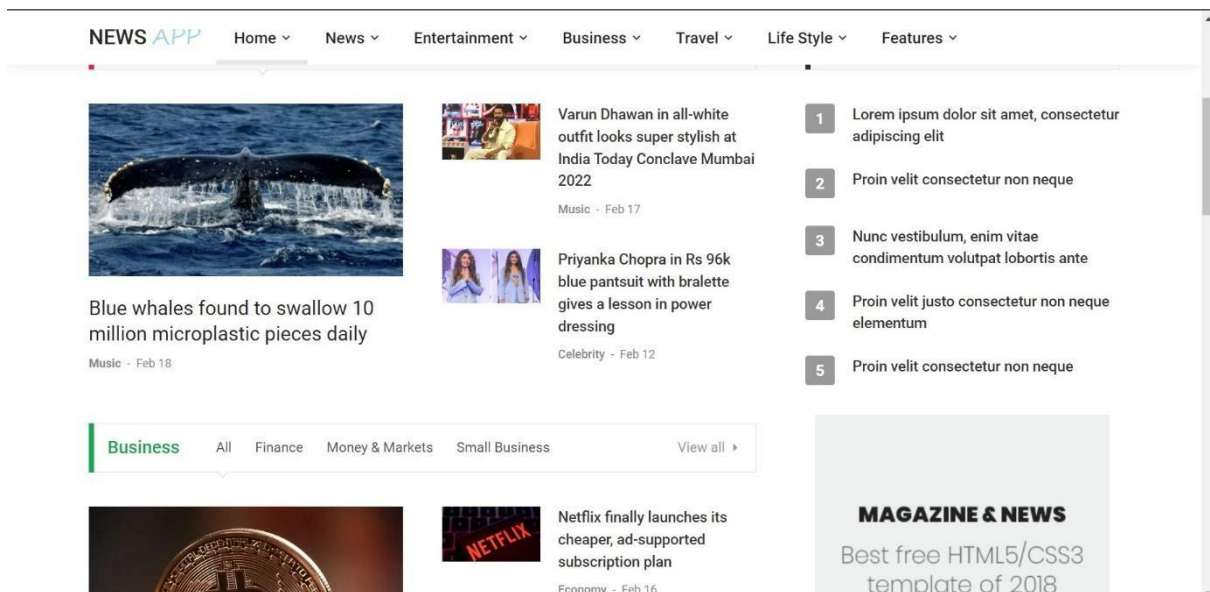 NEWS APP
Home
News
Entertainment
Business
Travel
Life Style
Features
Blue whales found to swallow 10
million microplastic pieces daily
Music - Feb 18
Varun Dhawan in all-white
outfit looks super stylish at
India Today Conclave Mumbai
2022
Music - Feb 17
Priyanka Chopra in Rs 96k
blue pantsuit with bralette
gives a lesson in power
dressing
Celebrity - Feb 12
1 Lorem ipsum dolor sit amet, consectetur
adipiscing elit
2 Proin velit consectetur non neque
3 Nunc vestibulum, enim vitae
condimentum volutpat lobortis ante
4 Proin velit justo consectetur non neque
elementum
5 Proin velit consectetur non neque
Business
All
Finance
Money & Markets
Small Business
View all
NETFLIX
Netflix finally launches its
cheaper, ad-supported
subscription plan
Economy - Feb 16
MAGAZINE & NEWS
Best free HTML5/CSS3
template of 2018